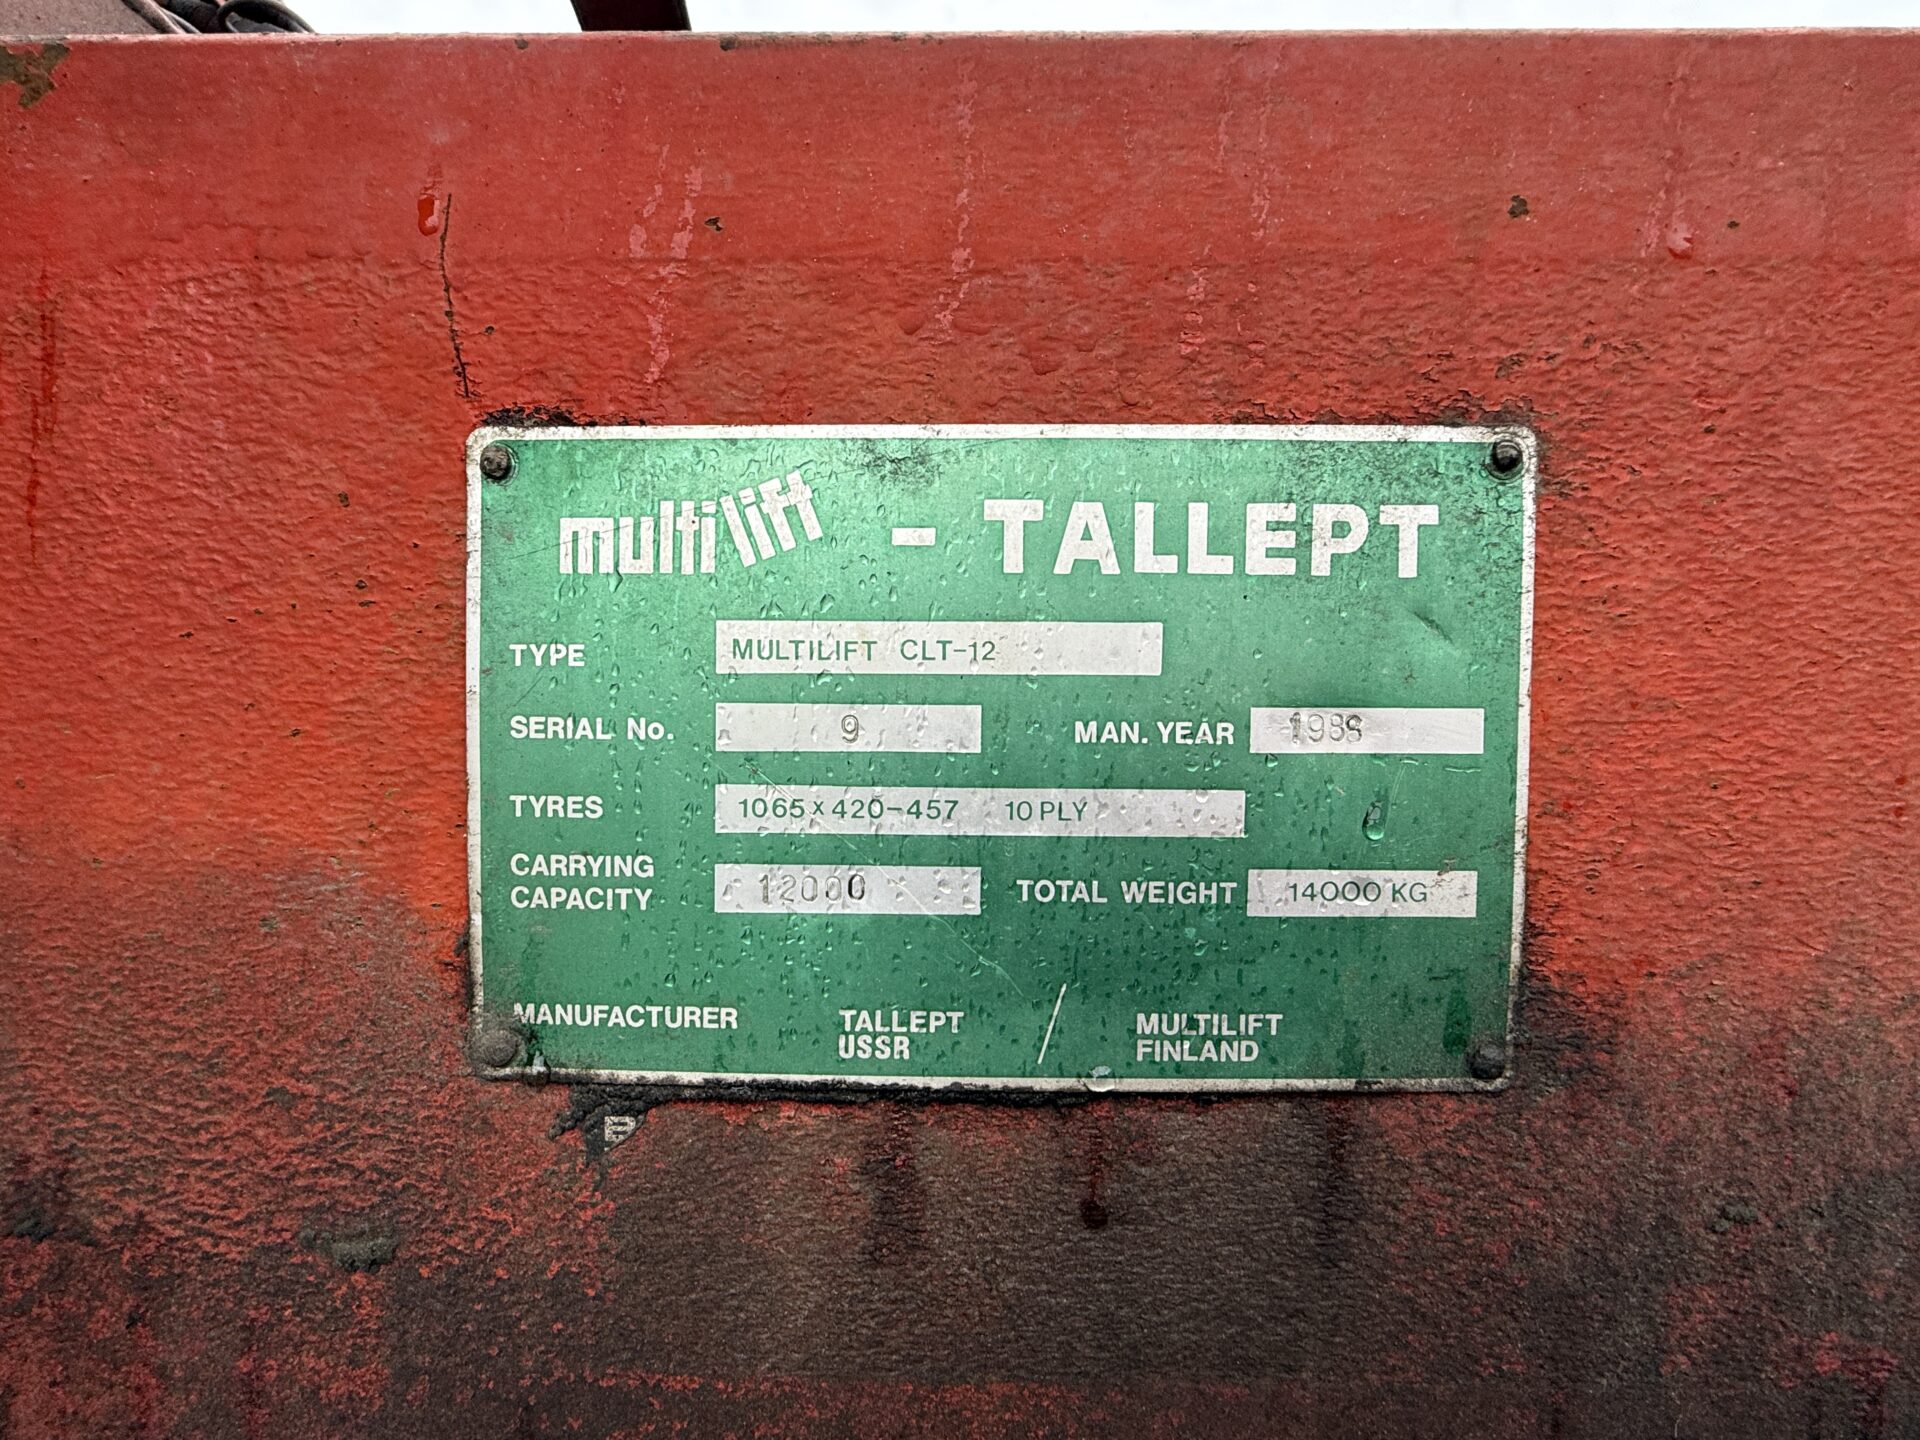 multilift - TALLEPT
TYPE MULTILIFT CLT-12
SERIAL No. 9 MAN. YEAR 1988
TYRES 1065 x 420-457 10 PLY
CARRYING CAPACITY 12000 TOTAL WEIGHT 14000 KG
MANUFACTURER TALLEPT / MULTILIFT
USSR FINLAND